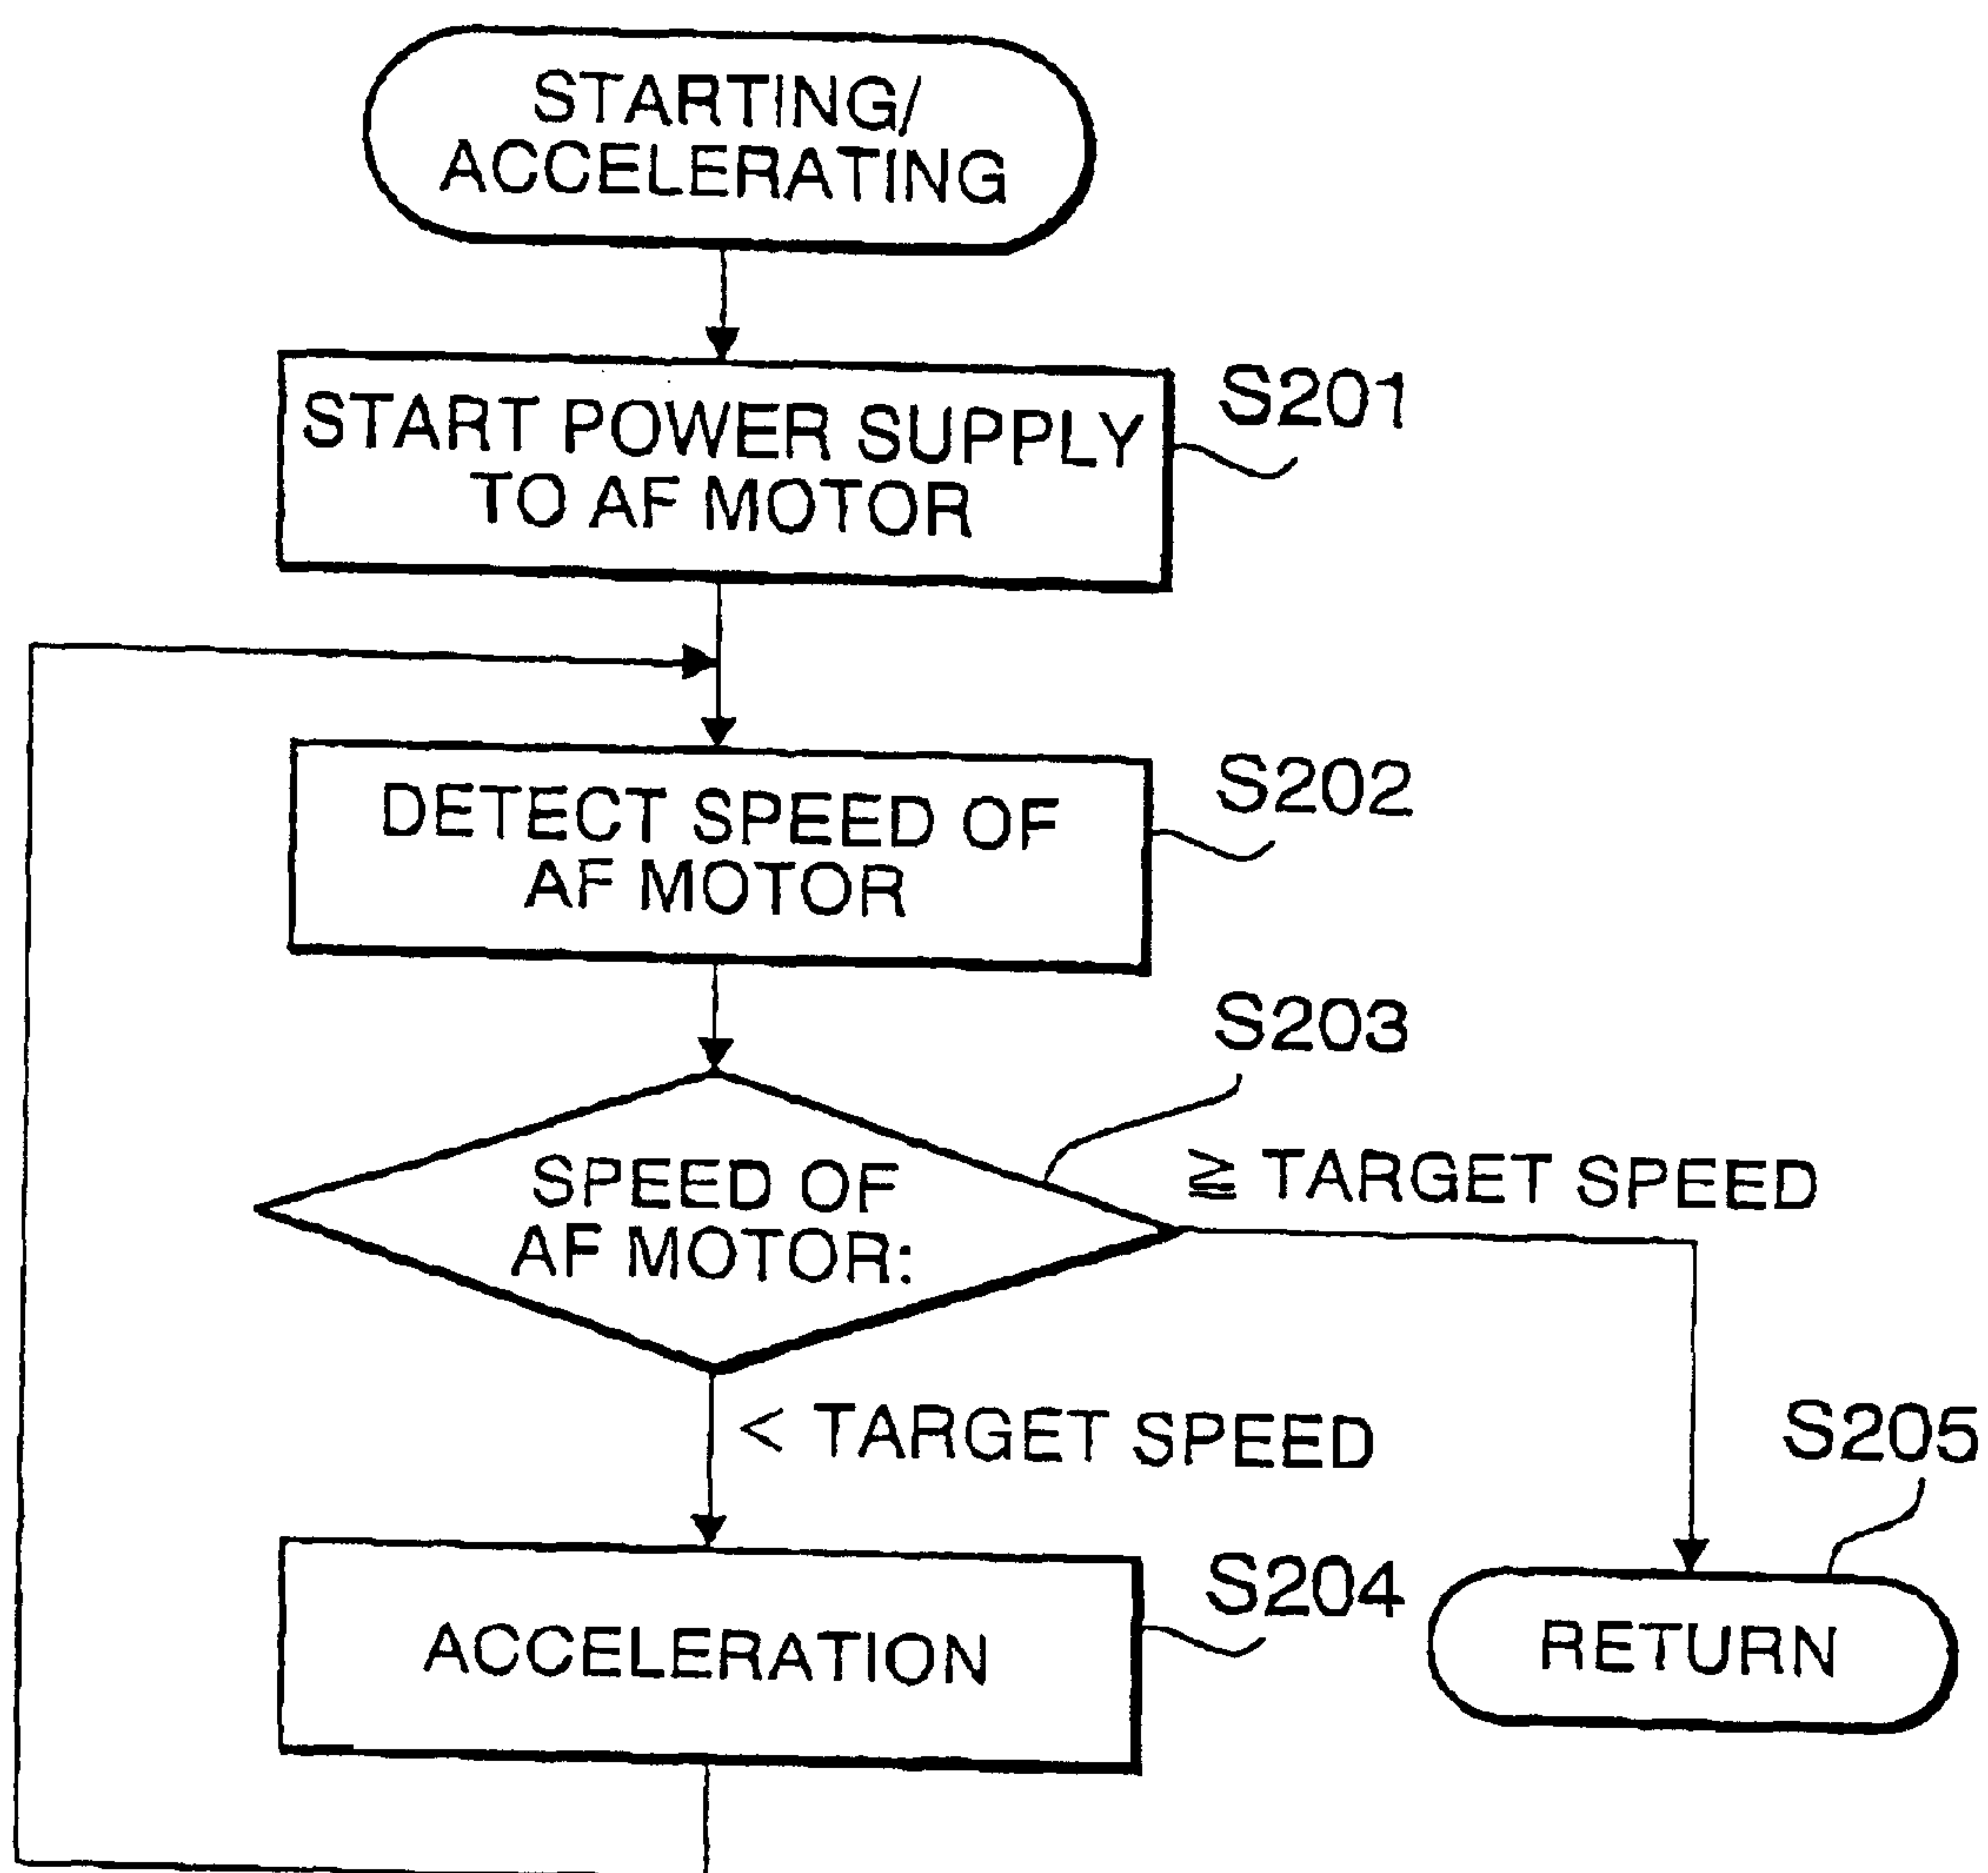 STARTING/
ACCELERATING
START POWER SUPPLY
TO AF MOTOR
S201
DETECT SPEED OF
AF MOTOR
S202
S203
SPEED OF
AF MOTOR:
≧ TARGET SPEED
< TARGET SPEED
S205
ACCELERATION
S204
RETURN